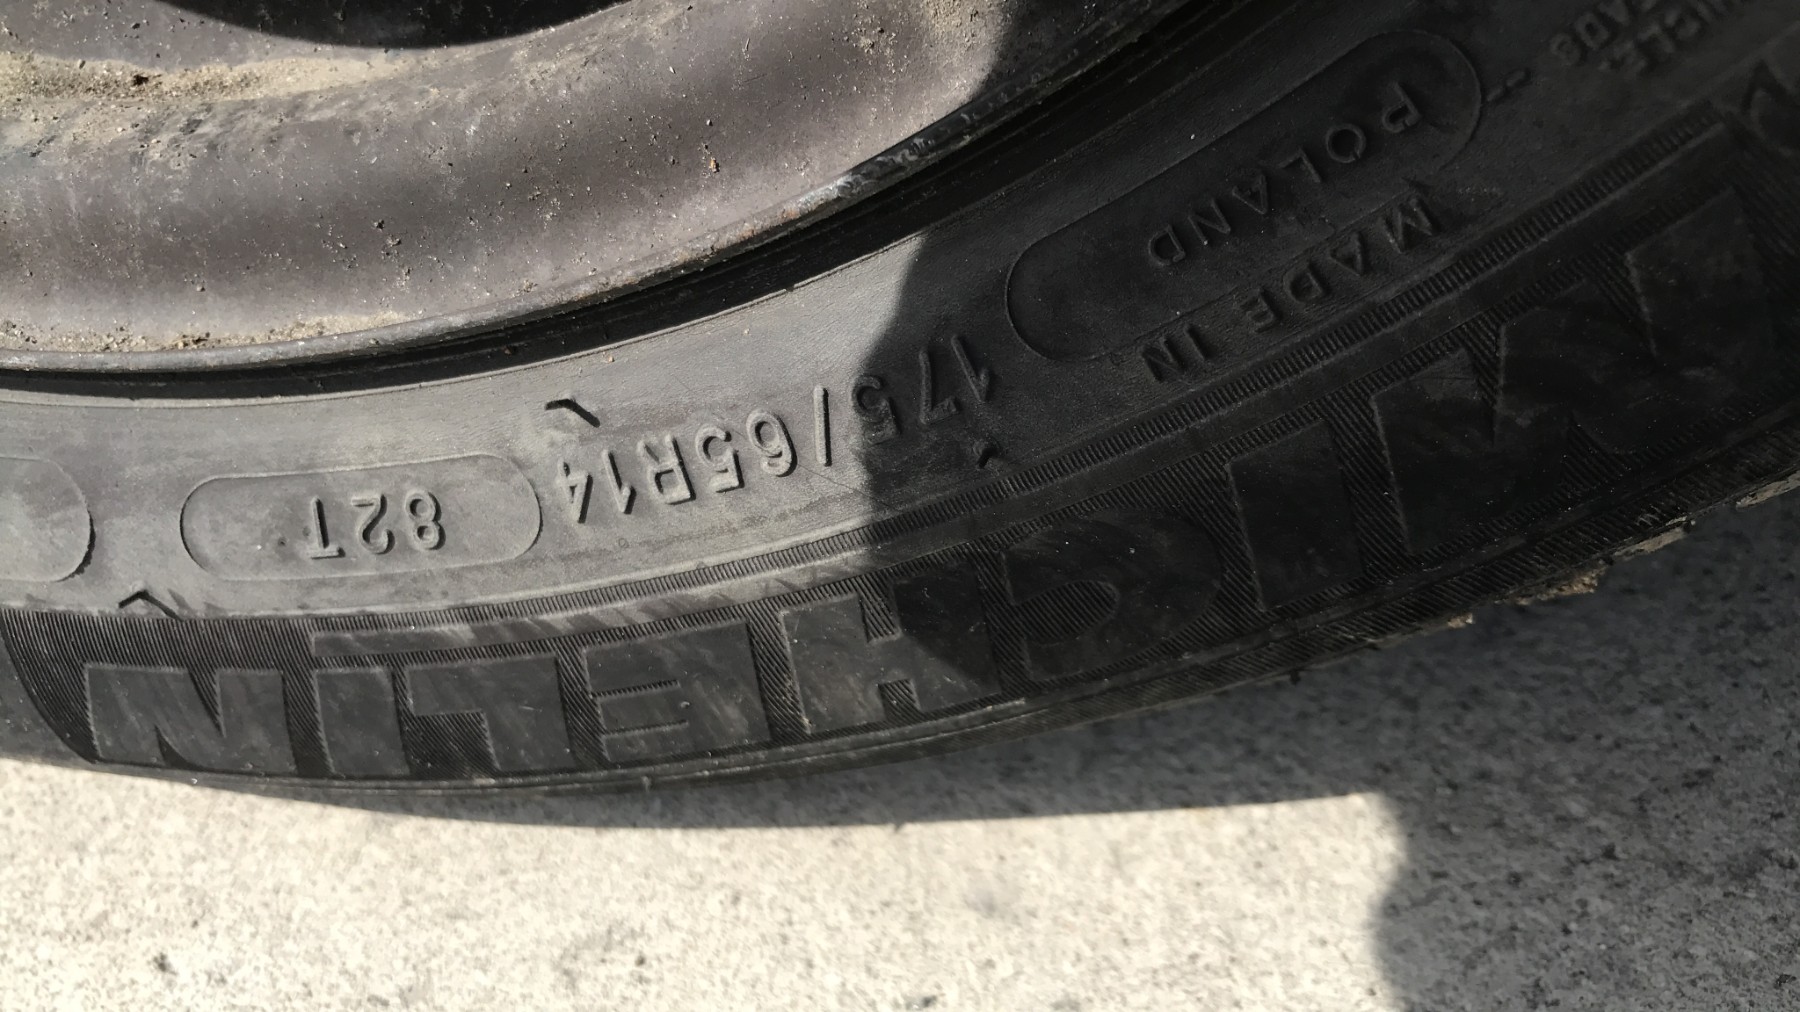 MADE IN
POLAND
175/65R14 82T
MICHELIN